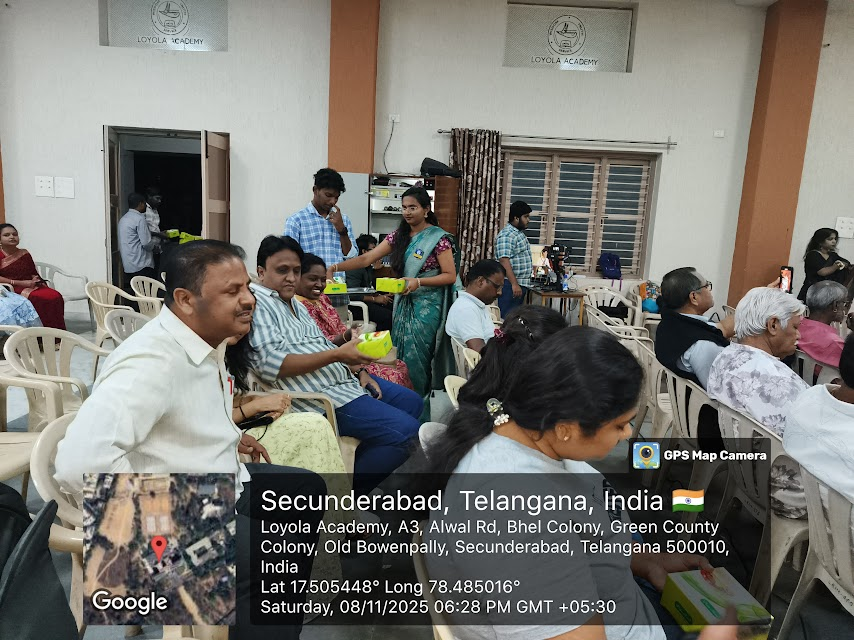 LOYOLA ACADEMY
LOYOLA ACADEMY
GPS Map Camera
Secunderabad, Telangana, India
Loyola Academy, A3, Alwal Rd, Bhel Colony, Green County
Colony, Old Bowenpally, Secunderabad, Telangana 500010,
India
Lat 17.505448° Long 78.485016°
Saturday, 08/11/2025 06:28 PM GMT +05:30
Google